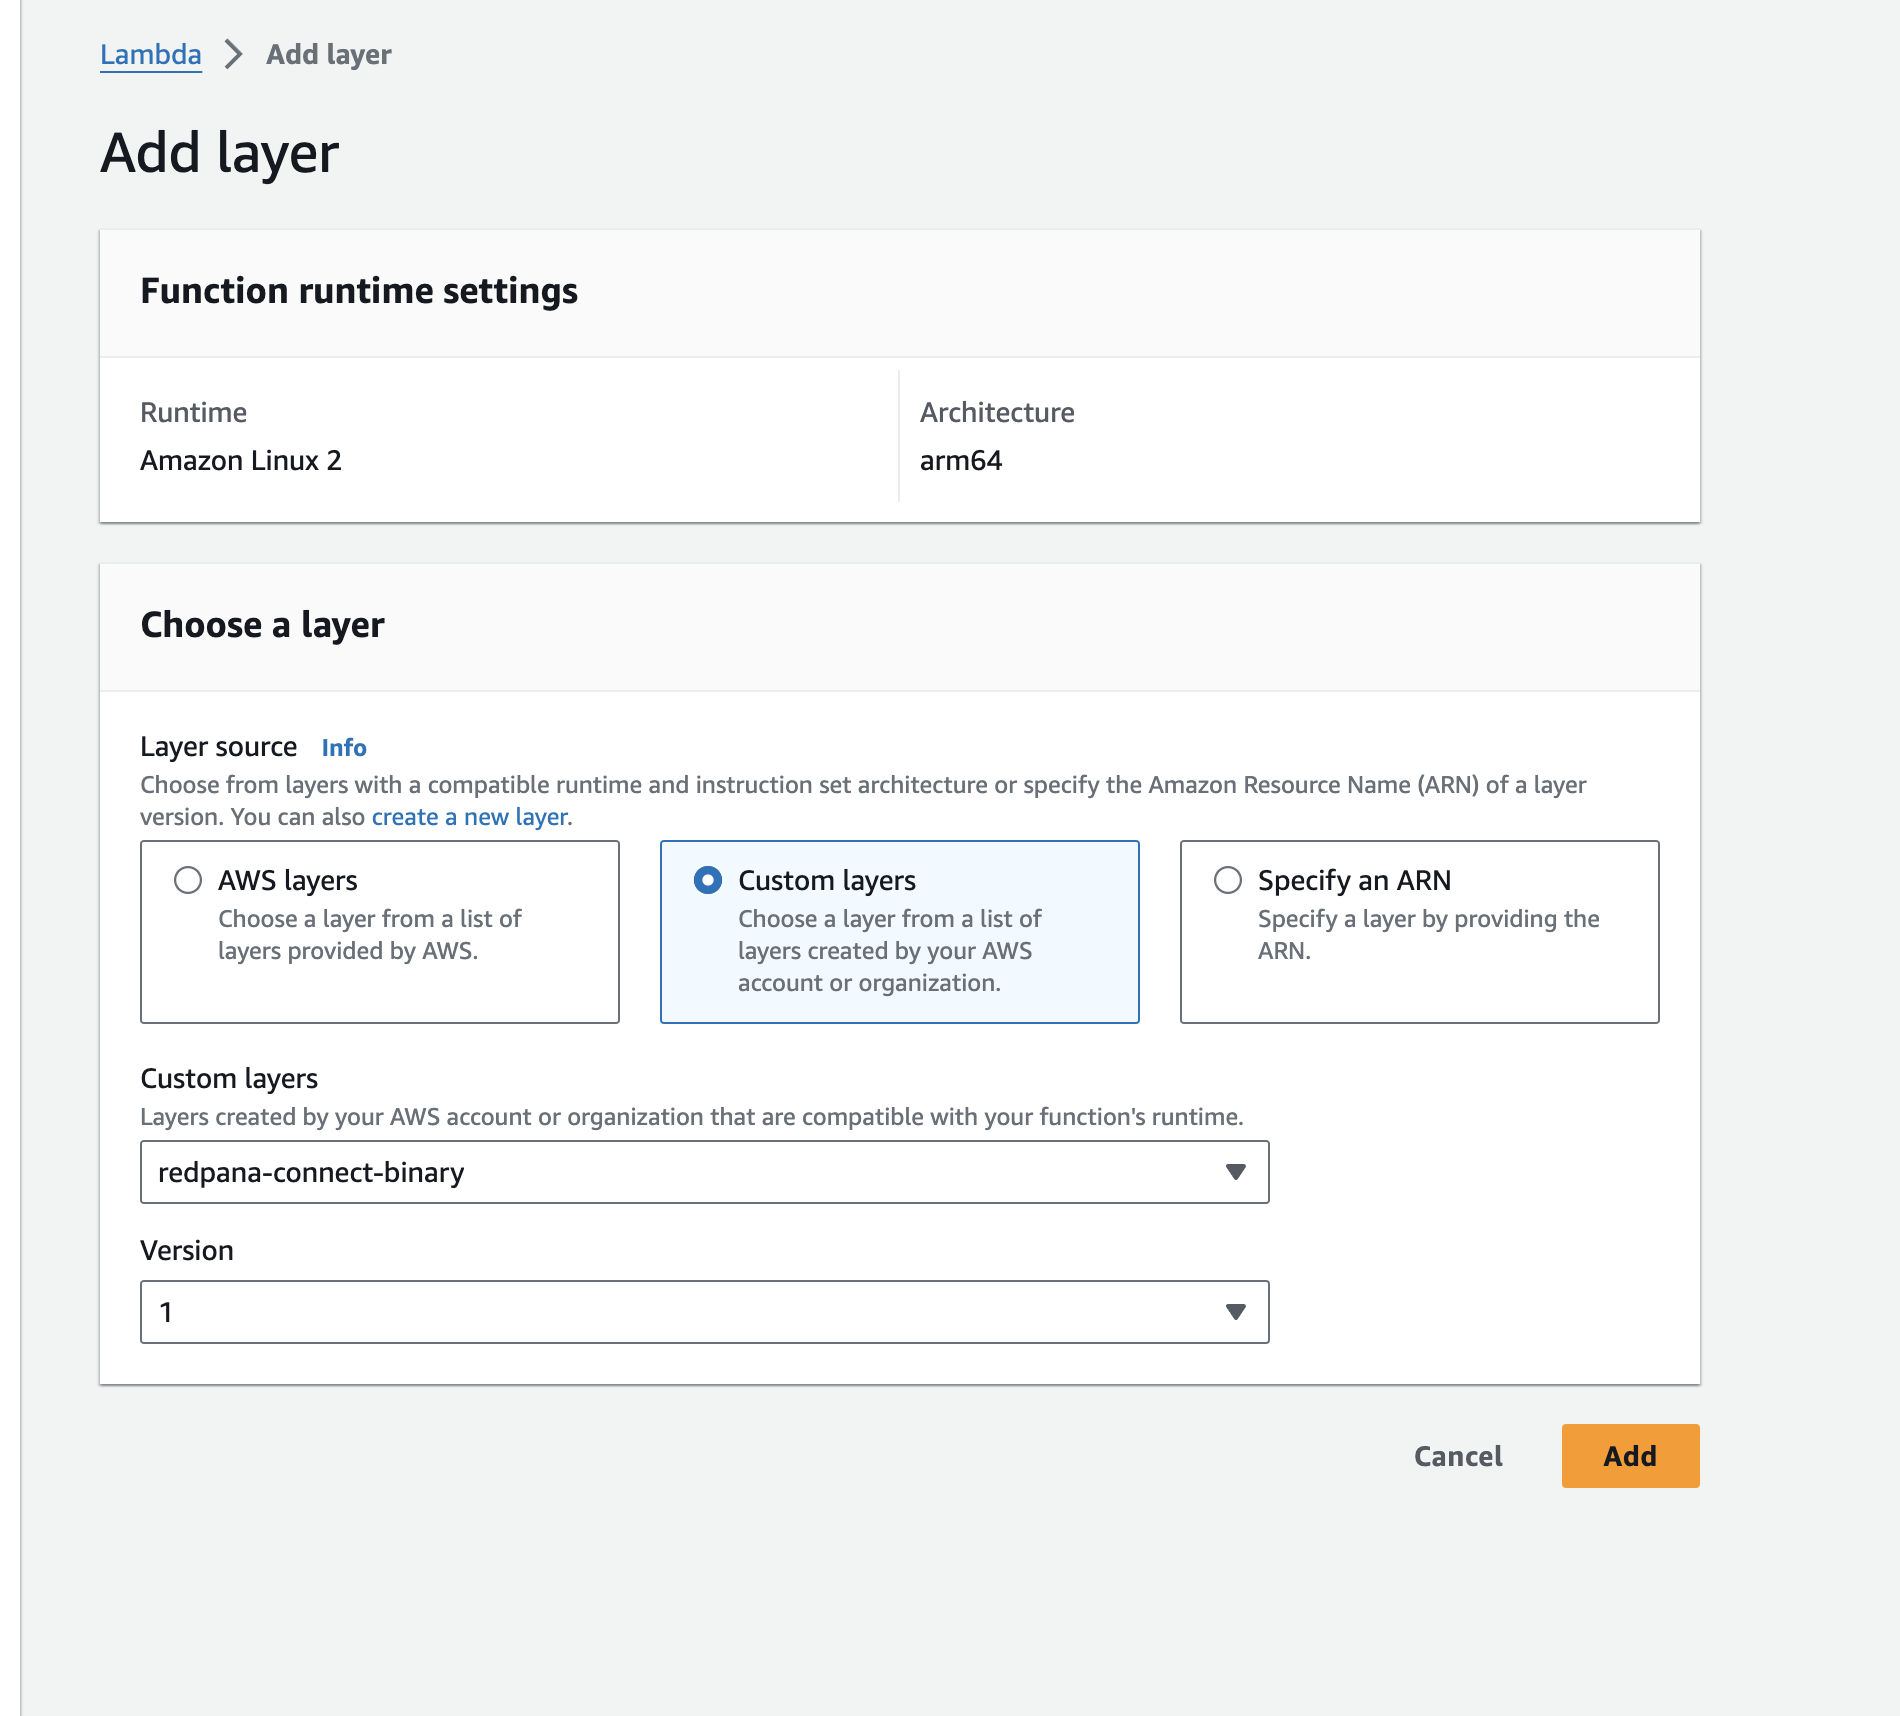 Lambda > Add layer
Add layer
Function runtime settings
Runtime
Amazon Linux 2
Architecture
arm64
Choose a layer
Layer source Info
Choose from layers with a compatible runtime and instruction set architecture or specify the Amazon Resource Name (ARN) of a layer
version. You can also create a new layer.
AWS layers
Choose a layer from a list of
layers provided by AWS.
Custom layers
Choose a layer from a list of
layers created by your AWS
account or organization.
Specify an ARN
Specify a layer by providing the
ARN.
Custom layers
Layers created by your AWS account or organization that are compatible with your function's runtime.
redpana-connect-binary
Version
1
Cancel
Add